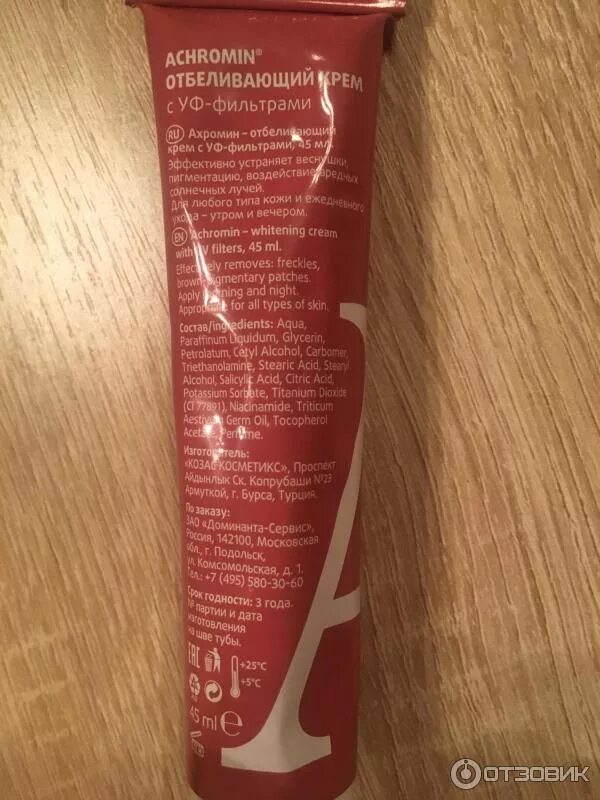 ACHROMIN®
ОТБЕЛИВАЮЩИЙ КРЕМ
с УФ-фильтрами
RU Ахромин – отбеливающий
крем с УФ-фильтрами, 45 мл.
Эффективно устраняет веснушки,
пигментацию, воздействие вредных
солнечных лучей.
Для любого типа кожи и ежедневного
ухода – утром и вечером.
EN Achromin – whitening cream
with UV filters, 45 ml.
Effectively removes: freckles,
brown pigmentary patches.
Apply morning and night.
Appropriate for all types of skin.
Состав/ingredients: Aqua,
Paraffinum Liquidum, Glycerin,
Petrolatum, Cetyl Alcohol, Carbomer,
Triethanolamine, Stearic Acid, Stearyl
Alcohol, Salicylic Acid, Citric Acid,
Potassium Sorbate, Titanium Dioxide
(CI 77891), Niacinamide, Triticum
Aestivum Germ Oil, Tocopherol
Acetate, Perfume.
Изготовитель:
«КОЗАС КОСМЕТИКС», Проспект
Айдынлык Ск. Копрубаши №23
Армуткой, г. Бурса, Турция.
По заказу:
ЗАО «Доминанта-Сервис»,
Россия, 142100, Московская
обл., г. Подольск,
ул. Комсомольская, д. 1.
Тел.: +7 (495) 580-30-60
Срок годности: 3 года.
№ партии и дата
изготовления
на шве тубы.
EAC
+25°C
+5°C
45 ml e
A
ОТЗОВИК